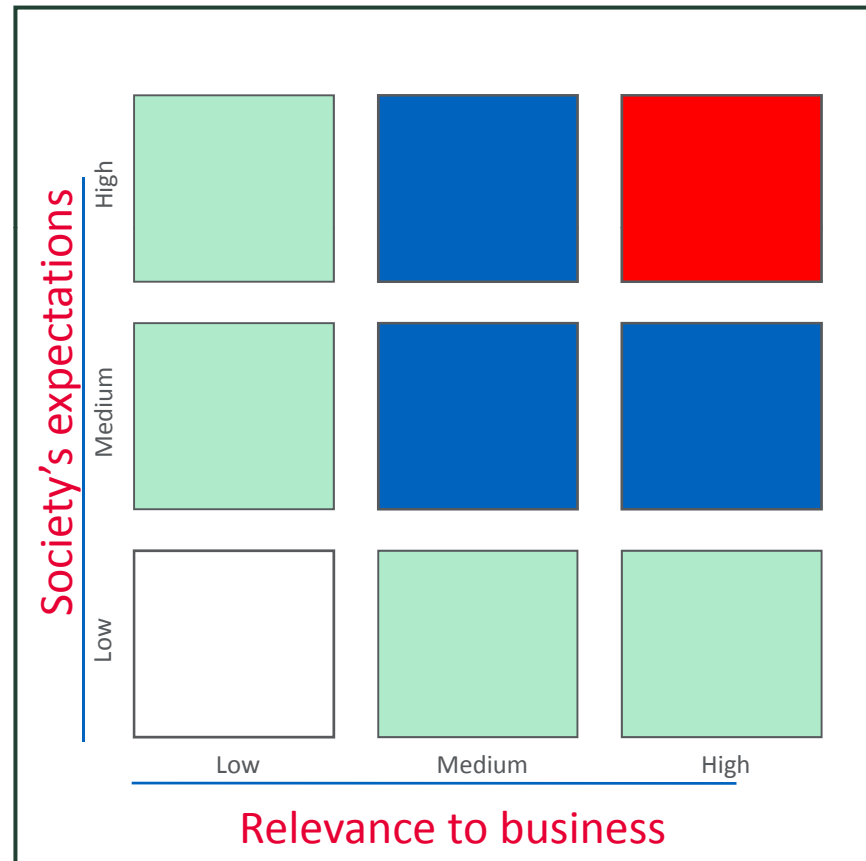 Society’s expectations
High
Medium
Low
Low Medium High
Relevance to business